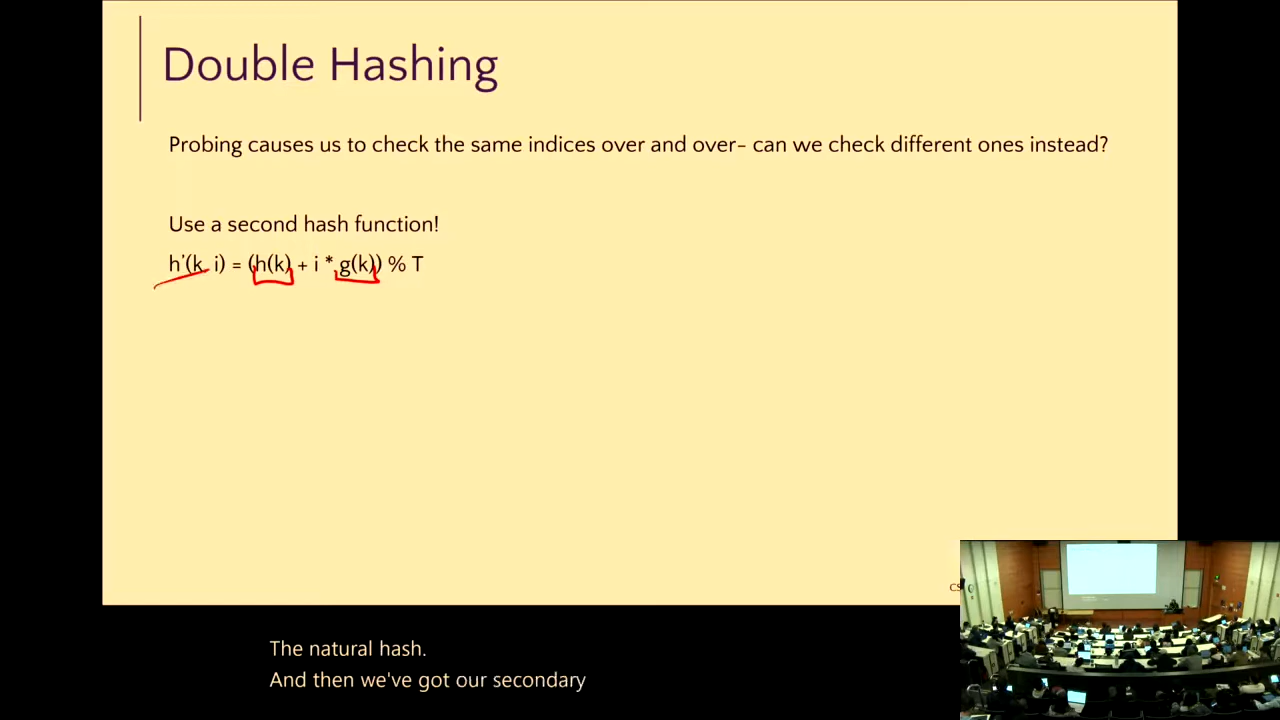 Double Hashing
Probing causes us to check the same indices over and over- can we check different ones instead?
Use a second hash function!
h'(k, i) = (h(k) + i * g(k)) % T
CS
The natural hash.
And then we've got our secondary